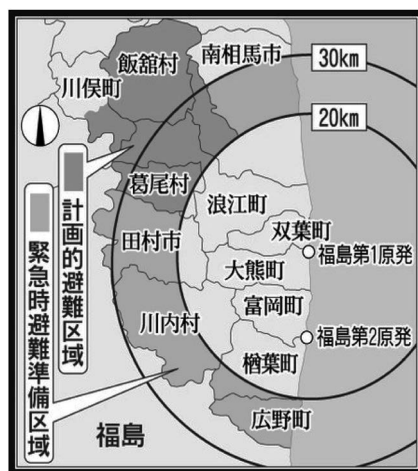 飯舘村
南相馬市
30km
川俣町
20km
葛尾村
浪江町
双葉町
田村市
福島第1原発
大熊町
富岡町
川内村
福島第2原発
楢葉町
広野町
福島
計画的避難区域
緊急時避難準備区域